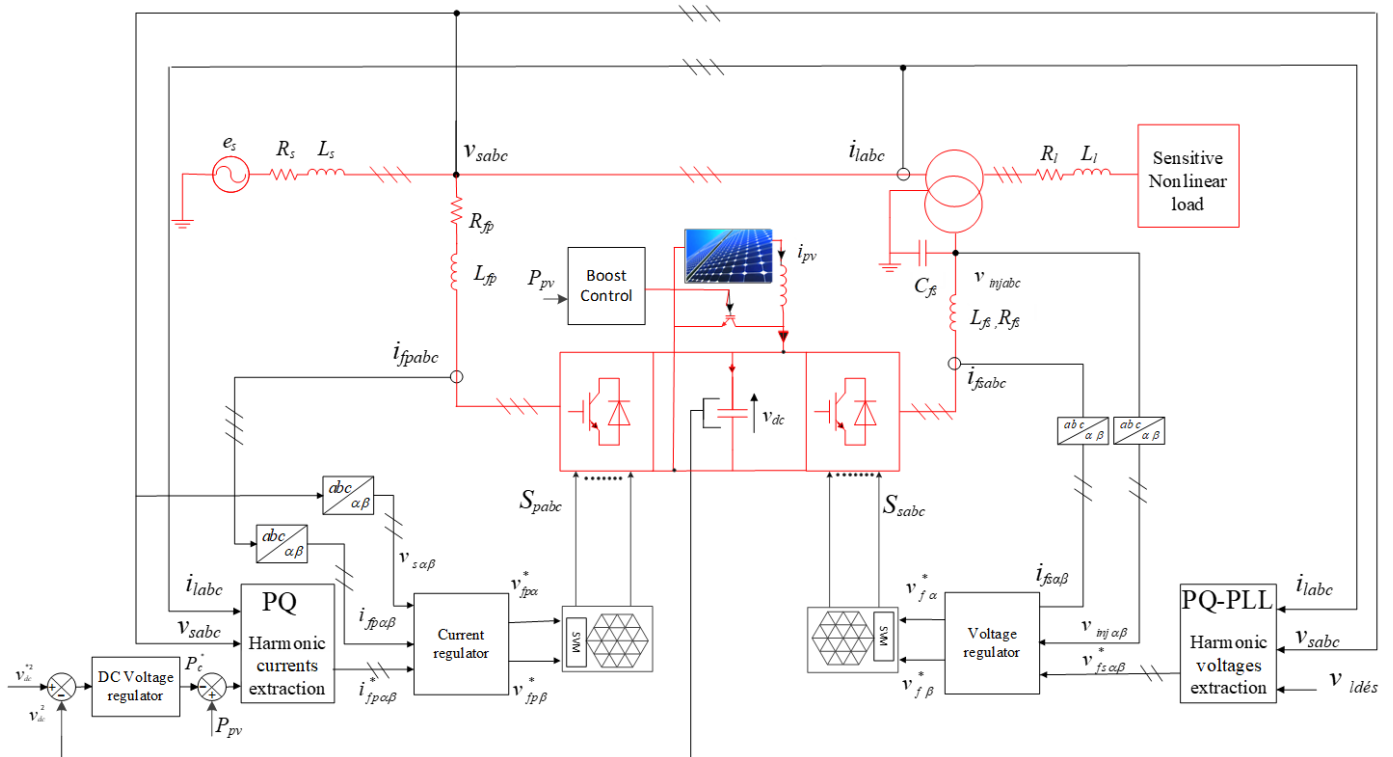 e_s
R_s
L_s
v_sabc
i_labc
R_l
L_l
Sensitive
Nonlinear
load
R_fp
L_fp
P_pv
Boost
Control
i_pv
C_fs
v_injabc
L_fs , R_fs
i_fpabc
v_dc
i_fsabc
abc
αβ
abc
αβ
S_pabc
S_sabc
abc
αβ
abc
αβ
v_sαβ
i_labc
v_sabc
PQ
Harmonic
currents
extraction
i_fpαβ
i*_fpαβ
Current
regulator
v*_fpα
v*_fpβ
SVM
SVM
v*_fα
v*_fβ
Voltage
regulator
i_fsαβ
v_injαβ
v*_fsαβ
PQ-PLL
Harmonic
voltages
extraction
i_labc
v_sabc
v_ldés
v*²_dc
v²_dc
DC Voltage
regulator
P*_c
P_pv